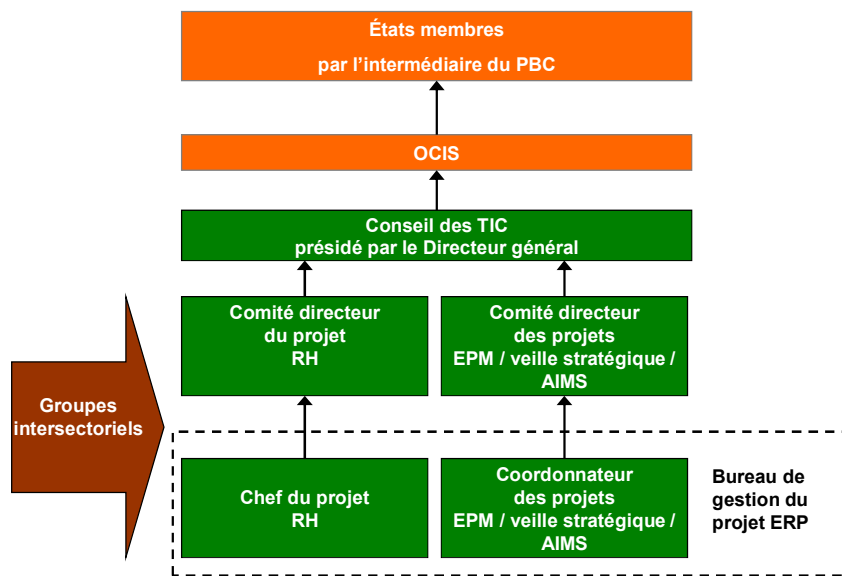 États membres
par l’intermédiaire du PBC
OCIS
Conseil des TIC
présidé par le Directeur général
Comité directeur
du projet
RH
Comité directeur
des projets
EPM / veille stratégique /
AIMS
Groupes
intersectoriels
Chef du projet
RH
Coordonnateur
des projets
EPM / veille stratégique /
AIMS
Bureau de
gestion du
projet ERP